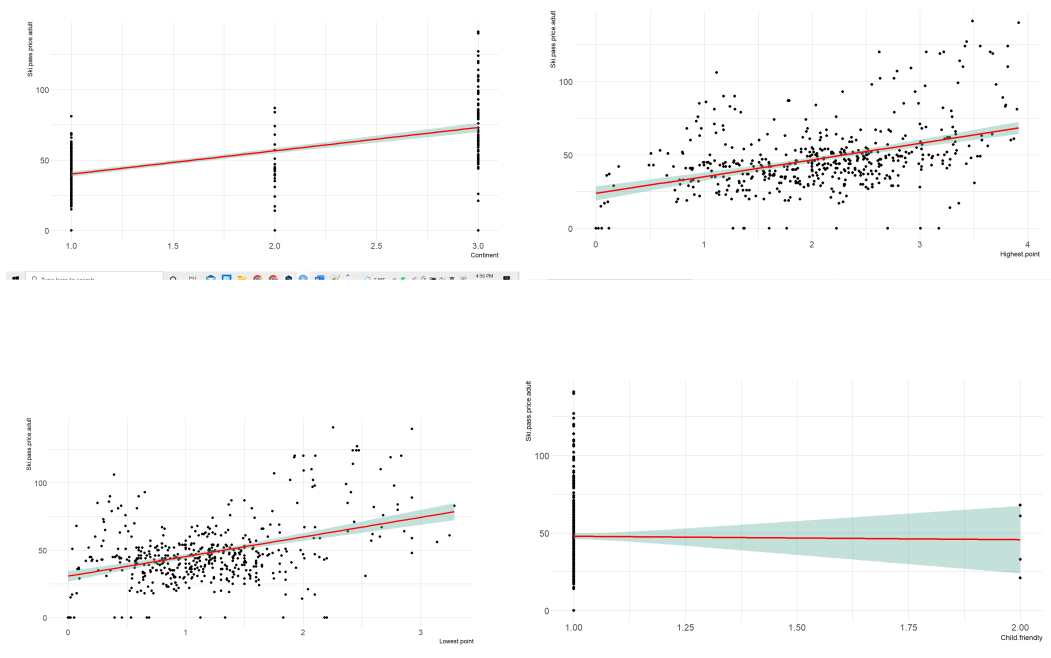 Ski.pass.price.adult
100
50
0
1.0 1.5 2.0 2.5 3.0
Continent
Ski.pass.price.adult
100
50
0
0 1 2 3 4
Highest.point
4:56 PM
Ski.pass.price.adult
100
50
0
0 1 2 3
Lowest.point
Ski.pass.price.adult
100
50
0
1.00 1.25 1.50 1.75 2.00
Child.friendly